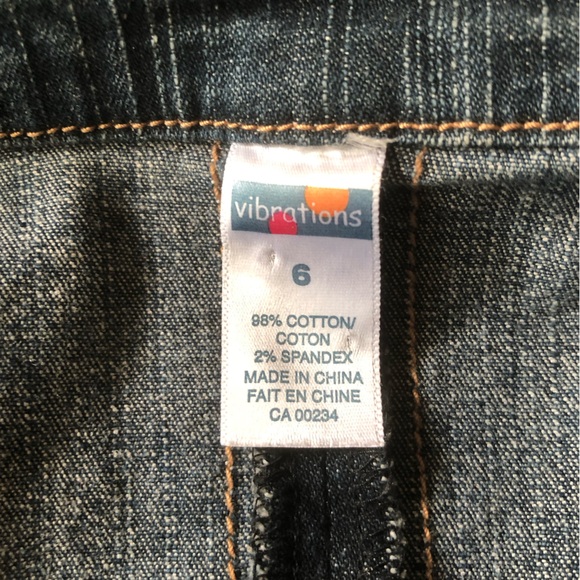 vibrations
6
98% COTTON/
COTON
2% SPANDEX
MADE IN CHINA
FAIT EN CHINE
CA 00234